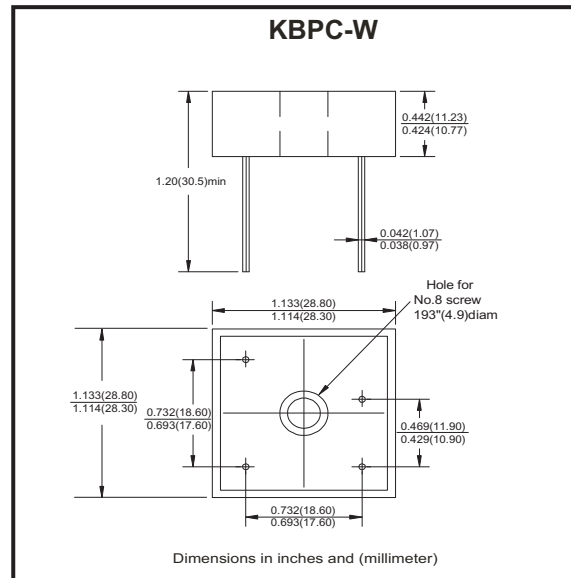 KBPC-W
0.442(11.23)
0.424(10.77)
1.20(30.5)min
0.042(1.07)
0.038(0.97)
Hole for
No.8 screw
193"(4.9)diam
1.133(28.80)
1.114(28.30)
1.133(28.80)
1.114(28.30)
0.732(18.60)
0.693(17.60)
0.469(11.90)
0.429(10.90)
0.732(18.60)
0.693(17.60)
Dimensions in inches and (millimeter)